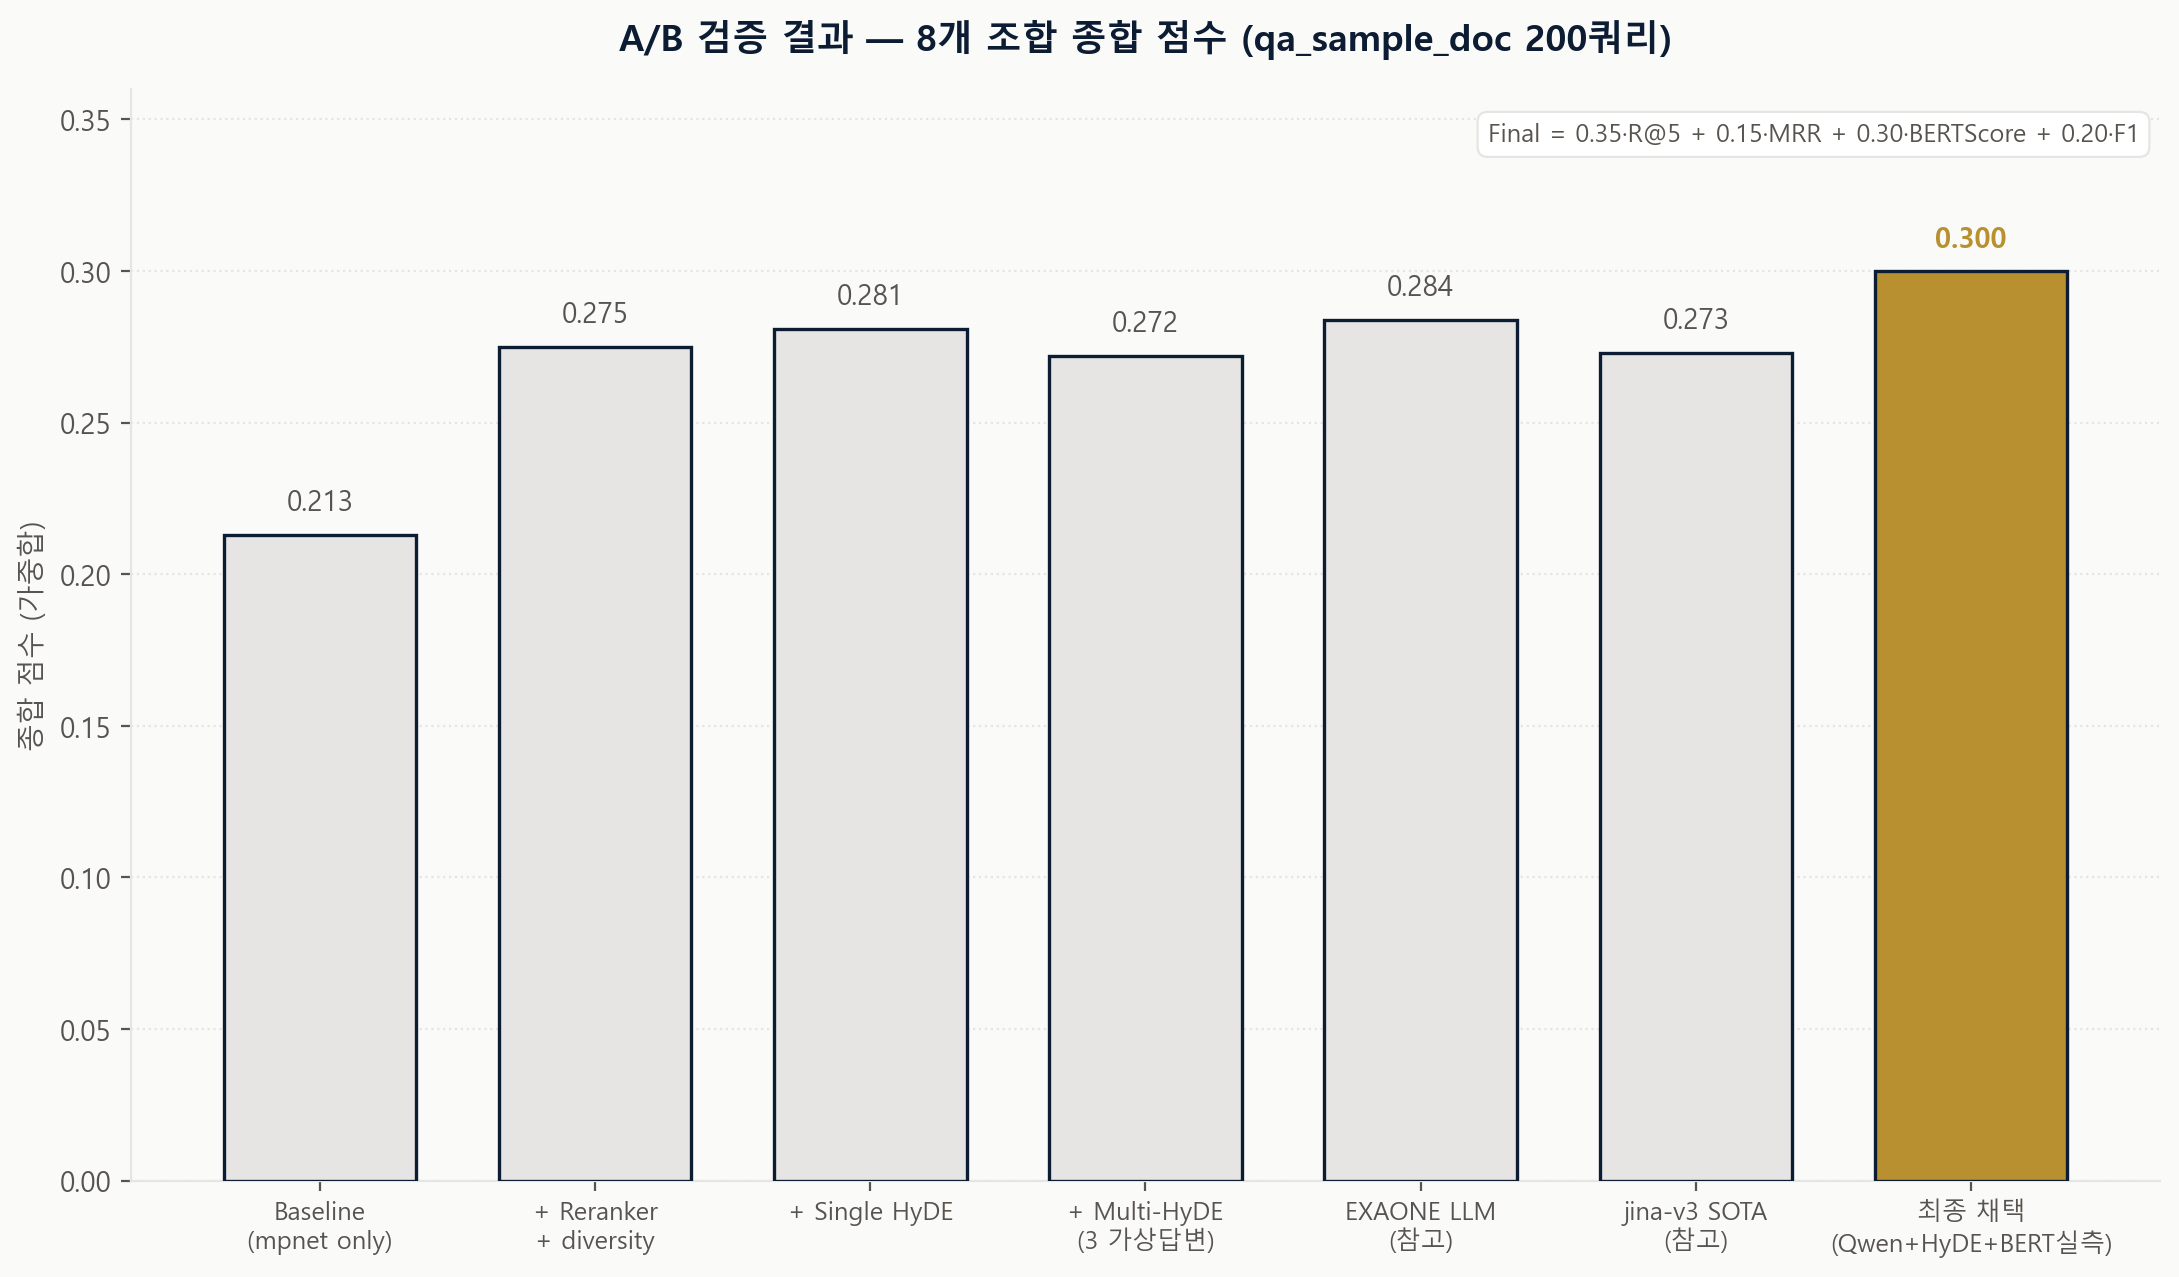 A/B 검증 결과 — 8개 조합 종합 점수 (qa_sample_doc 200쿼리)
Final = 0.35·R@5 + 0.15·MRR + 0.30·BERTScore + 0.20·F1
종합 점수 (가중합)
0.35
0.30
0.25
0.20
0.15
0.10
0.05
0.00
0.213
0.275
0.281
0.272
0.284
0.273
0.300
Baseline
(mpnet only)
+ Reranker
+ diversity
+ Single HyDE
+ Multi-HyDE
(3 가상답변)
EXAONE LLM
(참고)
jina-v3 SOTA
(참고)
최종 채택
(Qwen+HyDE+BERT실측)